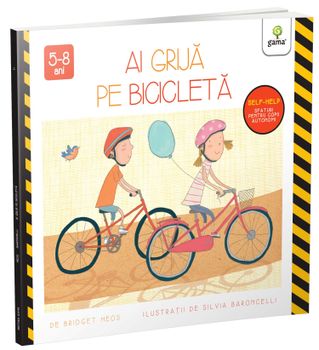 5-8
ani
gama
AI GRIJĂ
PE BICICLETĂ
SELF-HELP
SFATURI
PENTRU COPII
AUTONOMI
DE BRIDGET HEOS
ILUSTRAȚII DE SILVIA BARONCELLI